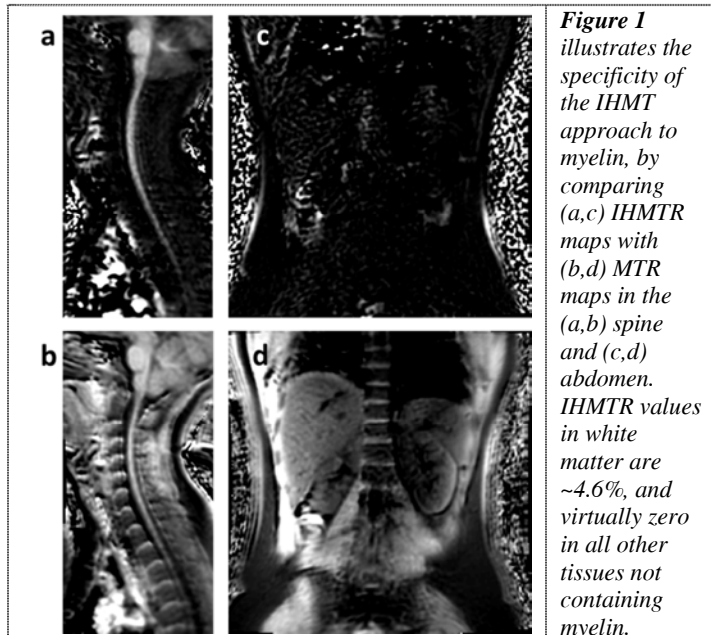 a
c
b
d
Figure 1
illustrates the
specificity of
the IHMT
approach to
myelin, by
comparing
(a,c) IHMTR
maps with
(b,d) MTR
maps in the
(a,b) spine
and (c,d)
abdomen.
IHMTR values
in white
matter are
~4.6%, and
virtually zero
in all other
tissues not
containing
myelin.